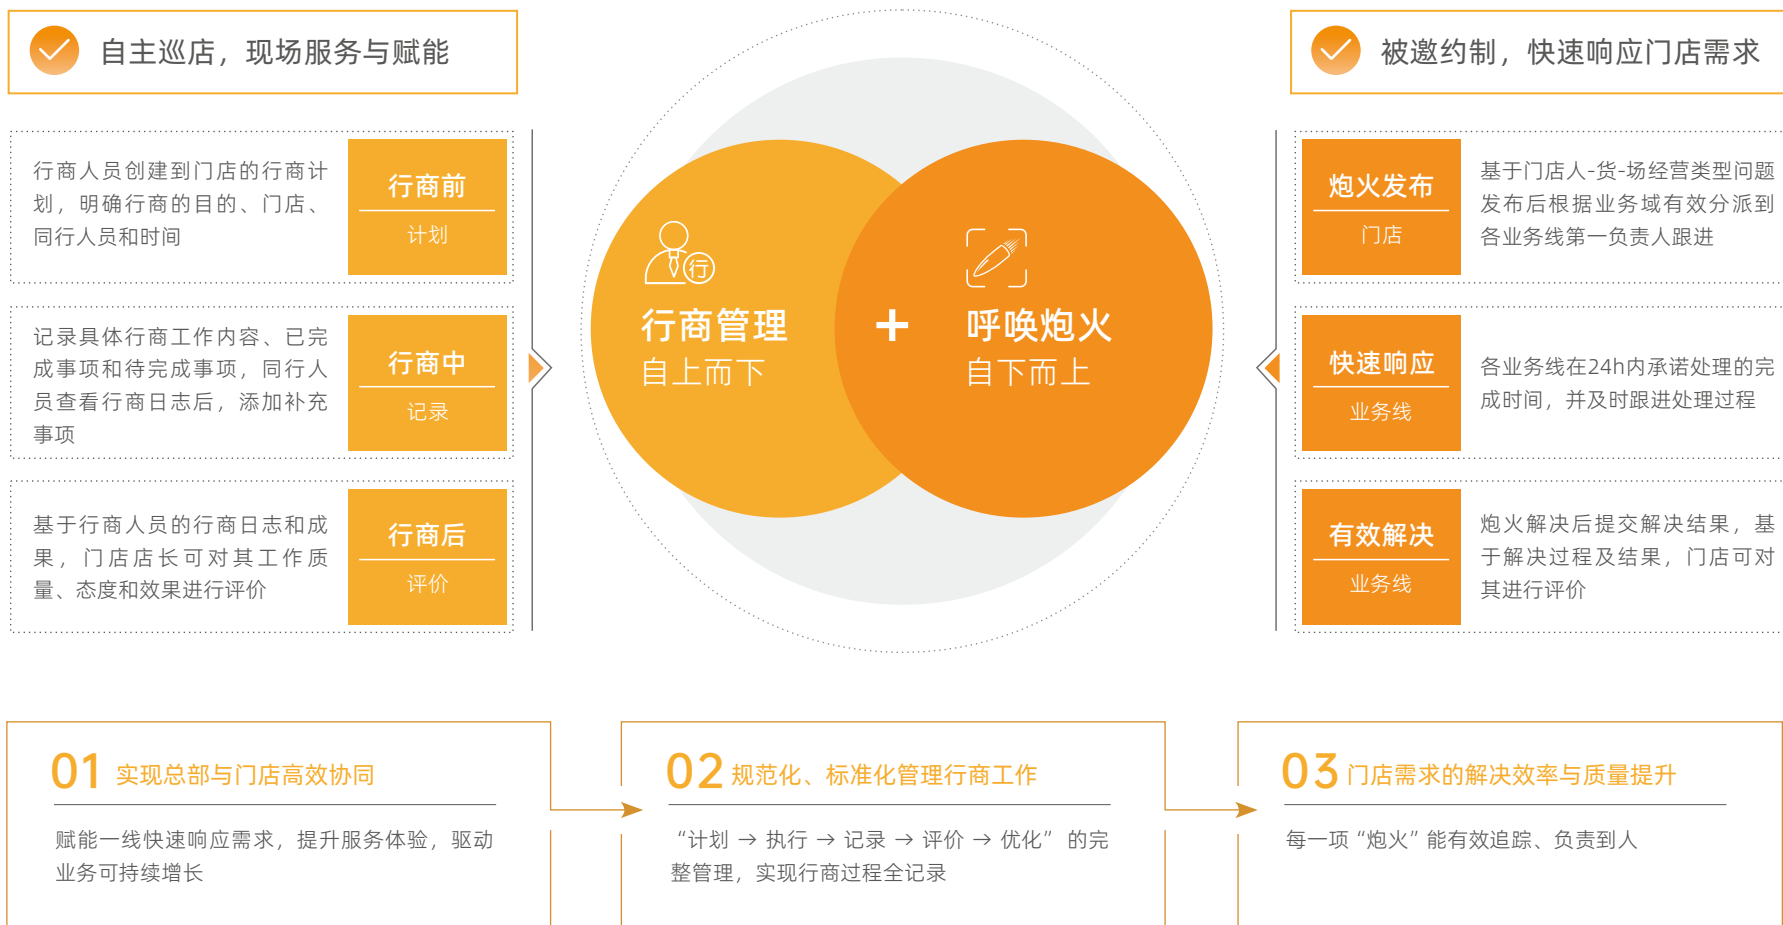 自主巡店，现场服务与赋能
行商人员创建到门店的行商计
划，明确行商的目的、门店、
同行人员和时间
行商前
计划
记录具体行商工作内容、已完
成事项和待完成事项，同行人
员查看行商日志后，添加补充
事项
行商中
记录
基于行商人员的行商日志和成
果，门店店长可对其工作质
量、态度和效果进行评价
行商后
评价
行
行商管理
自上而下
+
呼唤炮火
自下而上
被邀约制，快速响应门店需求
炮火发布
门店
基于门店人-货-场经营类型问题
发布后根据业务域有效分派到
各业务线第一负责人跟进
快速响应
业务线
各业务线在24h内承诺处理的完
成时间，并及时跟进处理过程
有效解决
业务线
炮火解决后提交解决结果，基
于解决过程及结果，门店可对
其进行评价
01 实现总部与门店高效协同
赋能一线快速响应需求，提升服务体验，驱动
业务可持续增长
02 规范化、标准化管理行商工作
“计划 → 执行 → 记录 → 评价 → 优化” 的完
整管理，实现行商过程全记录
03 门店需求的解决效率与质量提升
每一项“炮火”能有效追踪、负责到人